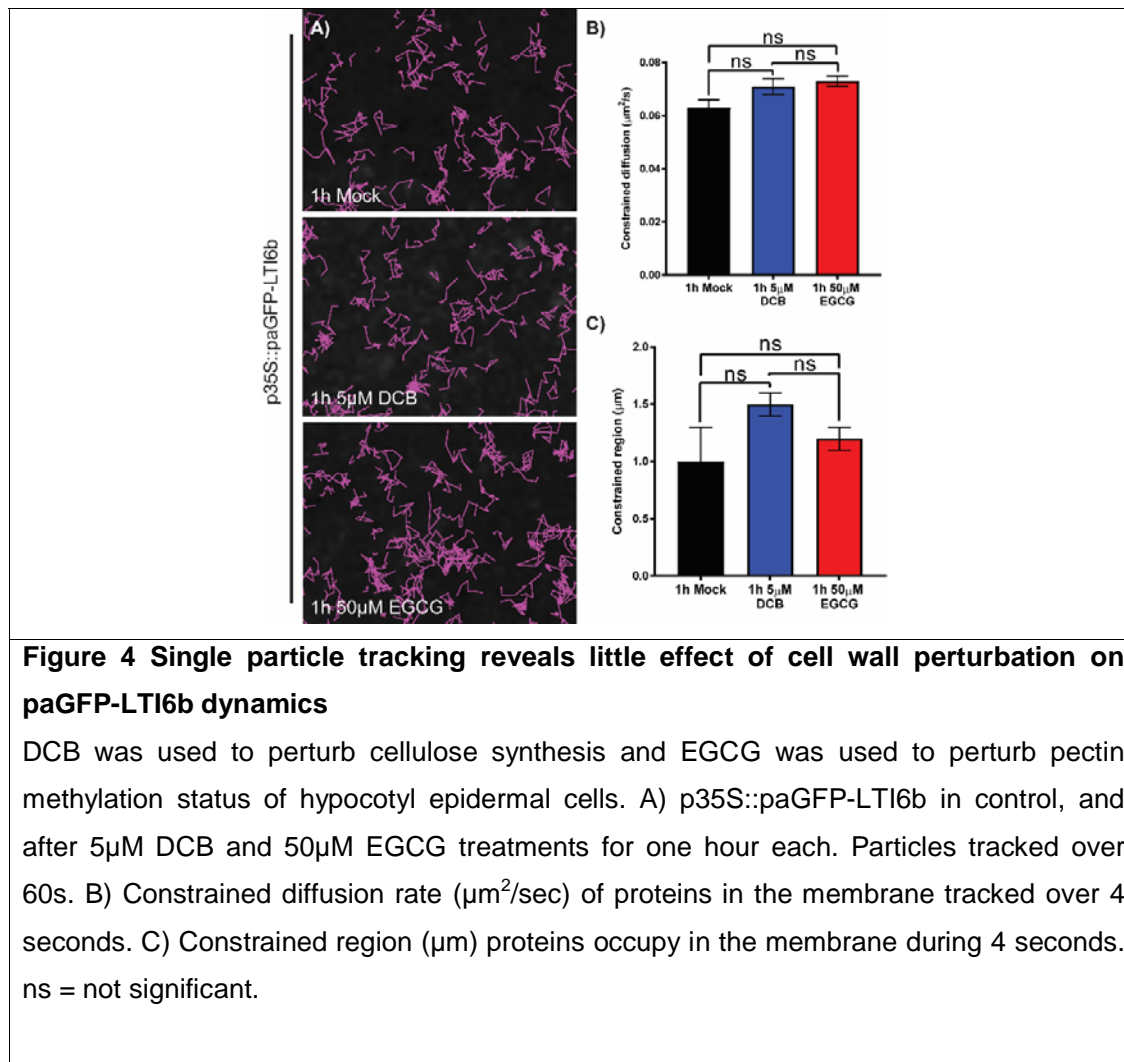 p35S::paGFP-LTI6b
A)
1h Mock
1h 5µM DCB
1h 50µM EGCG
B)
Constrained diffusion (µm²/s)
0.08
0.06
0.04
0.02
0.00
ns
ns
ns
1h Mock
1h 5µM
DCB
1h 50µM
EGCG
C)
Constrained region (µm)
2.0
1.5
1.0
0.5
0.0
ns
ns
ns
1h Mock
1h 5µM
DCB
1h 50µM
EGCG
Figure 4 Single particle tracking reveals little effect of cell wall perturbation on
paGFP-LTI6b dynamics
DCB was used to perturb cellulose synthesis and EGCG was used to perturb pectin
methylation status of hypocotyl epidermal cells. A) p35S::paGFP-LTI6b in control, and
after 5µM DCB and 50µM EGCG treatments for one hour each. Particles tracked over
60s. B) Constrained diffusion rate (µm²/sec) of proteins in the membrane tracked over 4
seconds. C) Constrained region (µm) proteins occupy in the membrane during 4 seconds.
ns = not significant.